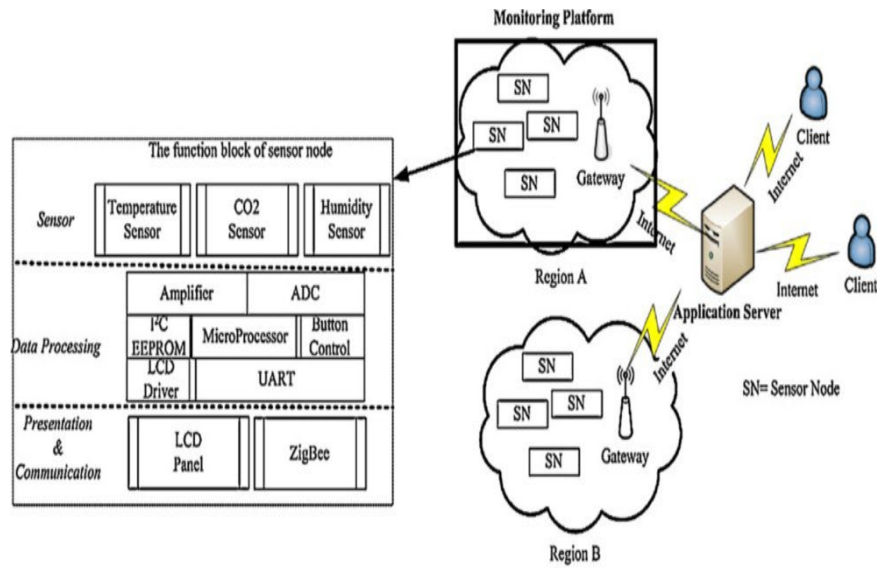 Monitoring Platform
SN
SN
SN
SN
Gateway
Region A
Internet
Client
Internet
Client
Internet
Application Server
Internet
SN= Sensor Node
SN
SN
SN
SN
Gateway
Region B
The function block of sensor node
Sensor
Temperature
Sensor
CO2
Sensor
Humidity
Sensor
Data Processing
Amplifier
ADC
I²C
EEPROM
MicroProcessor
Button
Control
LCD
Driver
UART
Presentation
&
Communication
LCD
Panel
ZigBee